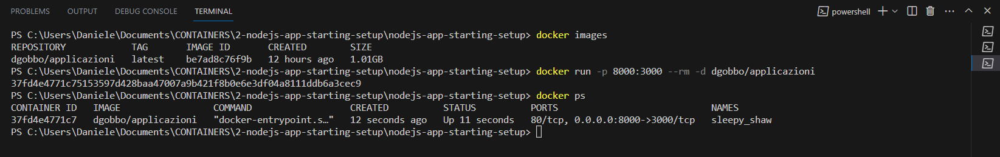 PROBLEMS OUTPUT DEBUG CONSOLE TERMINAL powershell
PS C:\Users\Daniele\Documents\CONTAINERS\2-nodejs-app-starting-setup\nodejs-app-starting-setup> docker images
REPOSITORY TAG IMAGE ID CREATED SIZE
dgobbo/applicazioni latest be7ad8c76f9b 12 hours ago 1.01GB
PS C:\Users\Daniele\Documents\CONTAINERS\2-nodejs-app-starting-setup\nodejs-app-starting-setup> docker run -p 8000:3000 --rm -d dgobbo/applicazioni
37fd4e4771c75153597d428baa47007a9b421f8b0e6e3df04a8111ddb6a3cec9
PS C:\Users\Daniele\Documents\CONTAINERS\2-nodejs-app-starting-setup\nodejs-app-starting-setup> docker ps
CONTAINER ID IMAGE COMMAND CREATED STATUS PORTS NAMES
37fd4e4771c7 dgobbo/applicazioni "docker-entrypoint.s…" 12 seconds ago Up 11 seconds 80/tcp, 0.0.0.0:8000->3000/tcp sleepy_shaw
PS C:\Users\Daniele\Documents\CONTAINERS\2-nodejs-app-starting-setup\nodejs-app-starting-setup>